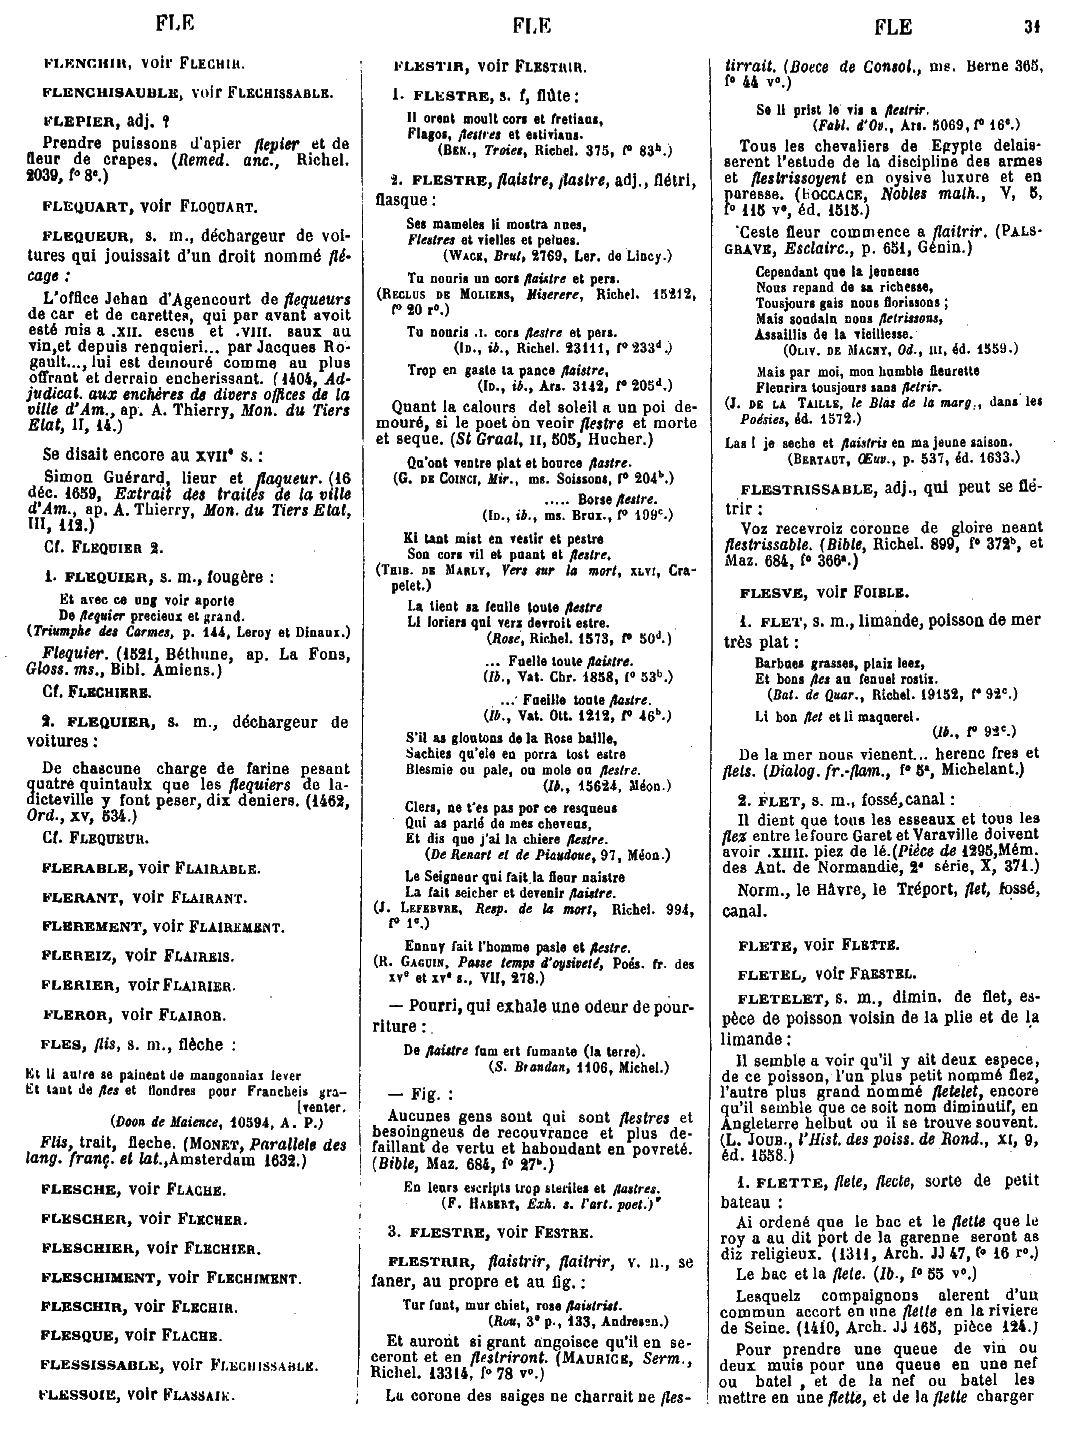 FLE
FLE
FLE
31
FLENCHIR, voir FLECHIR.
FLENCHISAUBLE, voir FLECHISSABLE.
FLEPIER, adj. ?
Prendre puissons d'apier flepier et de
fleur de crapes. (Remed. anc., Richel.
2039, f° 8ᵉ.)
FLEQUART, voir FLOQUART.
FLEQUEUR, s. m., déchargeur de voi-
tures qui jouissait d'un droit nommé flé-
cage :
L'office Jehan d'Agencourt de flequeurs
de car et de carettes, qui par avant avoit
esté mis a .XII. escus et .VIII. saux au
vin,et depuis renquieri... par Jacques Ro-
gault..., lui est demouré comme au plus
offrant et derrain encherissant. (1404, Ad-
judicat. aux enchères de divers offices de la
ville d'Am., ap. A. Thierry, Mon. du Tiers
Etat, II, 14.)
Se disait encore au XVIIᵉ s. :
Simon Guérard, lieur et flaqueur. (16
déc. 1659, Extrait des traités de la ville
d'Am., ap. A. Thierry, Mon. du Tiers Etat,
III, 112.)
Cf. FLEQUIER 2.
1. FLEQUIER, s. m., fougère :
Et avec ce ung voir aporte
De flequier precieux et grand.
(Triumphe des Carmes, p. 144, Leroy et Dinaux.)
Flequier. (1521, Béthune, ap. La Fons,
Gloss. ms., Bibl. Amiens.)
Cf. FLECHIERE.
2. FLEQUIER, s. m., déchargeur de
voitures :
De chascune charge de farine pesant
quatre quintaulx que les flequiers de la-
dicteville y font peser, dix deniers. (1462,
Ord., XV, 534.)
Cf. FLEQUEUR.
FLERABLE, voir FLAIRABLE.
FLERANT, voir FLAIRANT.
FLEREMENT, voir FLAIREMENT.
FLEREIZ, voir FLAIREIS.
FLERIER, voir FLAIRIER.
FLEROR, voir FLAIROR.
FLES, flis, s. m., flèche :
Et li autre se painent de mangonniax lever
Et tant de fles et flondres pour Francheis gra-
[venter.
(Doon de Maience, 10594, A. P.)
Flis, trait, fleche. (MONET, Parallele des
lang. franç. et lat.,Amsterdam 1632.)
FLESCHE, voir FLACHE.
FLESCHER, voir FLECHER.
FLESCHIER, voir FLECHIER.
FLESCHIMENT, voir FLECHIMENT.
FLESCHIR, voir FLECHIR.
FLESQUE, voir FLACHE.
FLESSISSABLE, voir FLECHISSABLE.
FLESSOIE, voir FLASSAIE.
FLESTIR, voir FLESTRIR.
1. FLESTRE, s. f, flûte :
Il orent moult cors et fretiaus,
Flagos, flestres et estivians.
(BEN., Troies, Richel. 375, f° 83ᵇ.)
2. FLESTRE, flaistre, flastre, adj., flétri,
flasque :
Ses mameles li mostra nues,
Flestres et vielles et pelues.
(WACE, Brut, 2769, Ler. de Lincy.)
Tu nouris un cors flaistre et pers.
(RECLUS DE MOLIENS, Miserere, Richel. 15212,
f° 20 r°.)
Tu nouris .I. cors flestre et pers.
(ID., ib., Richel. 23111, f° 233ᵈ.)
Trop en gaste ta pance flaistre,
(ID., ib., Ars. 3142, f° 205ᵈ.)
Quant la calours del soleil a un poi de-
mouré, si le poet on veoir flestre et morte
et seque. (St Graal, II, 505, Hucher.)
Qu'ont ventre plat et bource flastre.
(G. DE COINCI, Mir., ms. Soissons, f° 204ᵇ.)
..... Borse flestre.
(ID., ib., ms. Brux., f° 199ᶜ.)
Ki tant mist en vestir et pestre
Son cors vil et puant et flestre.
(THIB. DE MARLY, Vers sur la mort, XLVI, Cra-
pelet.)
La tient sa feulle toute flestre
Li loriers qui verz devroit estre.
(Rose, Richel. 1573, f° 50ᵈ.)
... Fuelle toute flaistre.
(Ib., Vat. Chr. 1858, f° 53ᵇ.)
... Fueille toute flastre.
(Ib., Vat. Ott. 1212, f° 46ᵇ.)
S'il as gloutons de la Rose baille,
Sachies qu'ele en porra tost estre
Blesmie ou pale, ou mole ou flestre.
(Ib., 15624, Méon.)
Clers, ne t'es pas por ce resqueus
Qui as parlé de mes cheveus,
Et dis que j'ai la chiere flestre.
(De Renart et de Piaudoue, 97, Méon.)
Le Seigneur qui fait la fleur naistre
La fait seicher et devenir flaistre.
(J. LEFEBVRE, Resp. de la mort, Richel. 994,
f° 1ᶜ.)
Ennuy fait l'homme pasle et flestre.
(R. GAGUIN, Passe temps d'oysiveté, Poés. fr. des
XVᵉ et XVIᵉ s., VII, 278.)
— Pourri, qui exhale une odeur de pour-
riture :
De flaistre fum ert fumante (la terre).
(S. Brandan, 1106, Michel.)
— Fig. :
Aucunes gens sont qui sont flestres et
besoingneus de recouvrance et plus de-
faillant de vertu et habondant en povreté.
(Bible, Maz. 684, f° 27ᵇ.)
En leurs escripts trop steriles et flastres.
(F. HABERT, Exh. s. l'art. poet.)
3. FLESTRE, voir FESTRE.
FLESTRIR, flaistrir, flaitrir, v. n., se
faner, au propre et au fig. :
Tur funt, mur chiet, rose flaistrist.
(Rou, 3ᵉ p., 133, Andresen.)
Et auront si grant angoisce qu'il en se-
ceront et en flestriront. (MAURICE, Serm.,
Richel. 13314, f° 78 v°.)
La corone des saiges ne charrait ne fles-
tirrait. (Boece de Consol., ms. Berne 365,
f° 44 v°.)
Se li prist le vis a flestrir.
(Fabl. d'Ov., Ars. 5069, f° 16ᵉ.)
Tous les chevaliers de Egypte delais-
serent l'estude de la discipline des armes
et flestrissoyent en oysive luxure et en
paresse. (BOCCACE, Nobles malh., V, 5,
f° 115 v°, éd. 1515.)
Ceste fleur commence a flaitrir. (PALS-
GRAVE, Esclairc., p. 651, Génin.)
Cependant que la jeunesse
Nous repand de sa richesse,
Tousjours gais nous florissons ;
Mais soudain nous fletrissons,
Assaillis de la vieillesse.
(OLIV. DE MAGNY, Od., III, éd. 1559.)
Mais par moi, mon humble fleurette
Fleurira tousjours sans fletrir.
(J. DE LA TAILLE, le Blas de la marg., dans les
Poésies, éd. 1572.)
Las ! je seche et flaistris en ma jeune saison.
(BERTAUT, Œuv., p. 537, éd. 1633.)
FLESTRISSABLE, adj., qui peut se flé-
trir :
Voz recevroiz coronne de gloire neant
flestrissable. (Bible, Richel. 899, f° 372ᵇ, et
Maz. 684, f° 366ᵃ.)
FLESVE, voir FOIBLE.
1. FLET, s. m., limande, poisson de mer
très plat :
Barbues grasses, plaiz leez,
Et bons fles au fenuel rostiz.
(Bat. de Quar., Richel. 19152, f° 92ᶜ.)
Li bon flet et li maquerel.
(Ib., f° 92ᶜ.)
De la mer nous vienent... herenc fres et
flets. (Dialog. fr.-flam., f° 5ᵃ, Michelant.)
2. FLET, s. m., fossé, canal :
Il dient que tous les esseaux et tous les
flez entre le fourc Garet et Varaville doivent
avoir .XIIII. piez de lé.(Pièce de 1295,Mém.
des Ant. de Normandie, 2ᵉ série, X, 371.)
Norm., le Hâvre, le Tréport, flet, fossé,
canal.
FLETE, voir FLETTE.
FLETEL, voir FRESTEL.
FLETELET, s. m., dimin. de flet, es-
pèce de poisson voisin de la plie et de la
limande :
Il semble a voir qu'il y ait deux espece,
de ce poisson, l'un plus petit nommé flez,
l'autre plus grand nommé fletelet, encore
qu'il semble que ce soit nom diminutif, en
Angleterre helbut ou il se trouve souvent.
(L. JOUB., l'Hist. des poiss. de Rond., XI, 9,
éd. 1558.)
1. FLETTE, flete, flecte, sorte de petit
bateau :
Ai ordené que le bac et le flette que le
roy a au dit port de la garenne seront as
diz religieux. (1311, Arch. JJ 47, f° 16 r°.)
Le bac et la flete. (Ib., f° 55 v°.)
Lesquelz compaignons alerent d'un
commun accort en une flette en la riviere
de Seine. (1410, Arch. JJ 165, pièce 124.)
Pour prendre une queue de vin ou
deux muis pour une queue en une nef
ou batel , et de la nef ou batel les
mettre en une flette, et de la flette charger